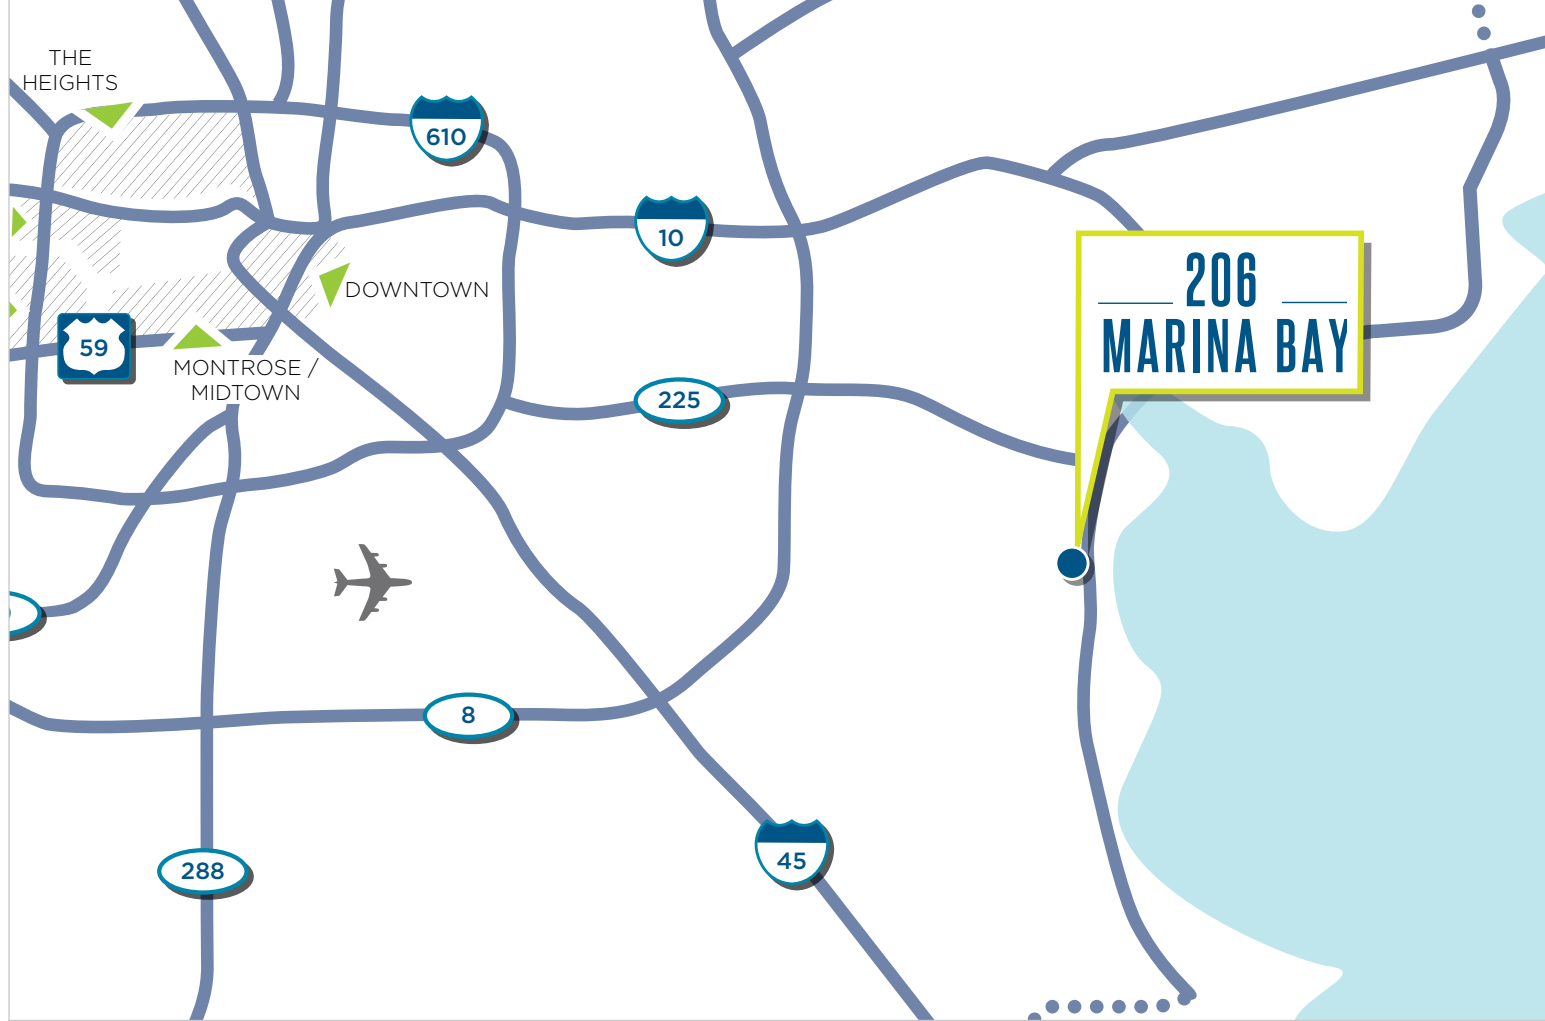 THE
HEIGHTS
610
10
206
MARINA BAY
DOWNTOWN
59
MONTROSE /
MIDTOWN
225
8
45
288